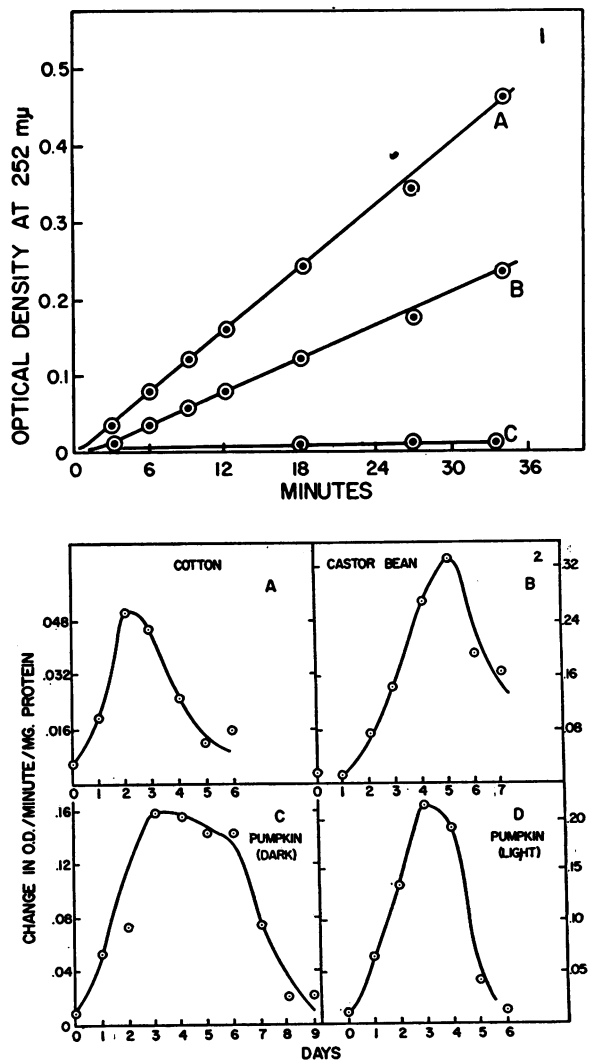 1
OPTICAL DENSITY AT 252 mμ
0.5
0.4
0.3
0.2
0.1
0
A
B
C
0 6 12 18 24 30 36
MINUTES
CHANGE IN O.D./MINUTE/MG. PROTEIN
COTTON
A
.048
.032
.016
0 1 2 3 4 5 6 7 8 9
CASTOR BEAN
2
B
.32
.24
.16
.08
0 1 2 3 4 5 6 .7
C
PUMPKIN
(DARK)
.16
.12
.08
.04
0
0 1 2 3 4 5 6 7 8 9
D
PUMPKIN
(LIGHT)
.20
.15
.10
.05
0 1 2 3 4 5 6
DAYS